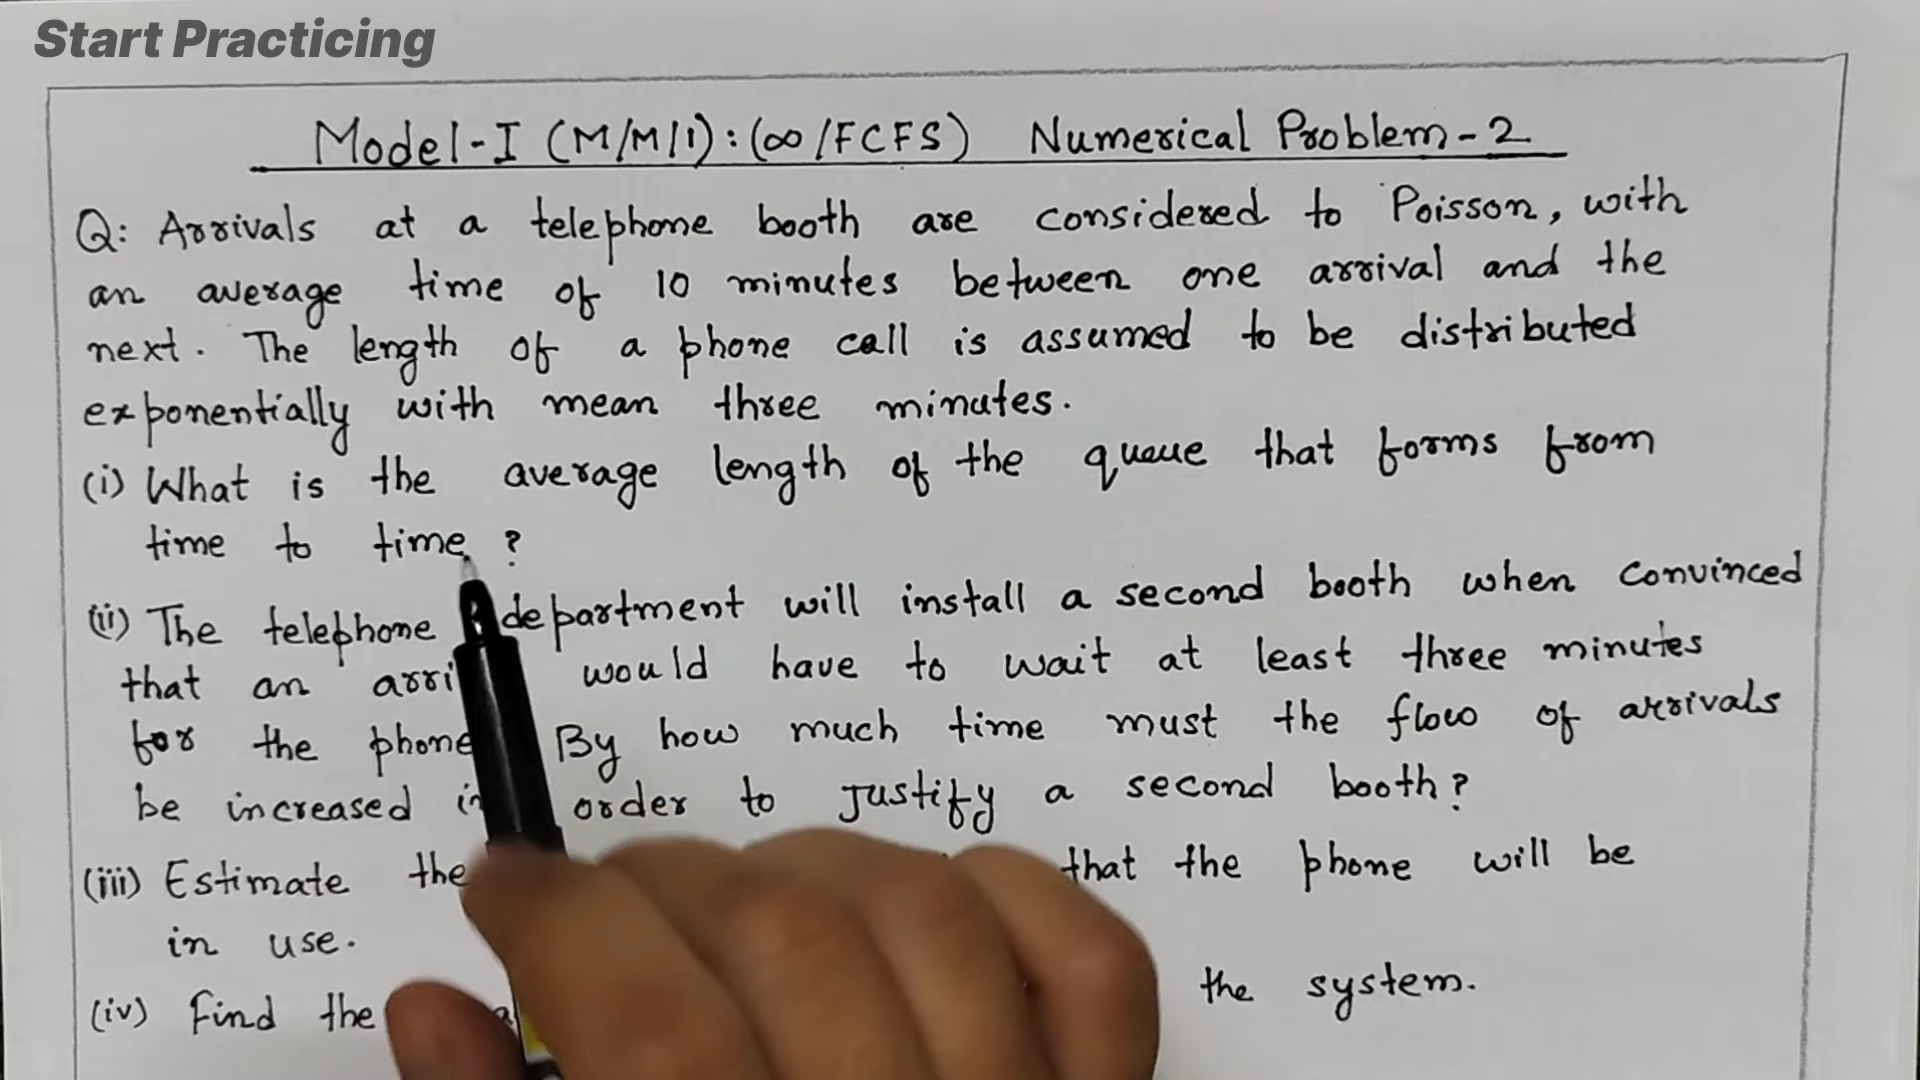 Start Practicing
Model-I (M/M/1):(∞/FCFS) Numerical Problem-2
Q: Arrivals at a telephone booth are considered to Poisson, with
an average time of 10 minutes between one arrival and the
next. The length of a phone call is assumed to be distributed
exponentially with mean three minutes.
(i) What is the average length of the queue that forms from
time to time?
(ii) The telephone department will install a second booth when convinced
that an would have to wait at least three minutes
for the phone By how much time must the flow of arrivals
be increased order to justify a second booth?
(iii) Estimate the that the phone will be
in use.
(iv) Find the the system.